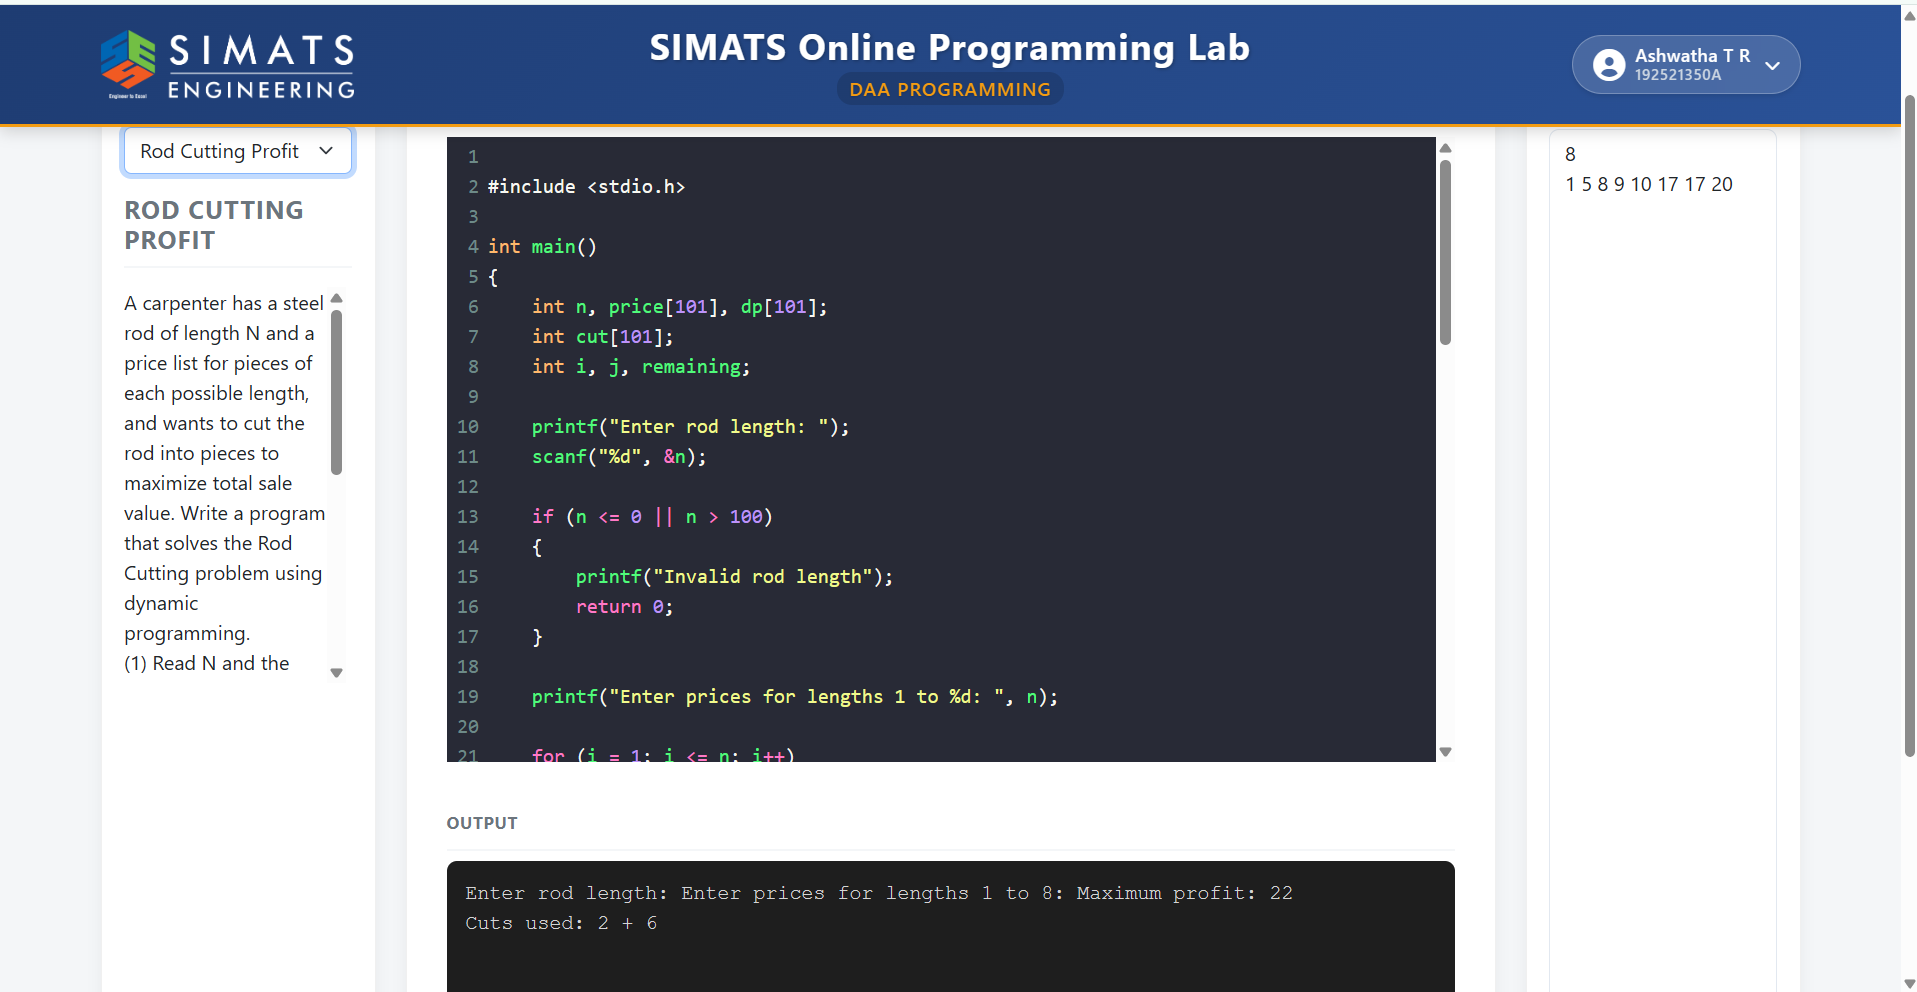 SIMATS
ENGINEERING
Engineer to Excel
SIMATS Online Programming Lab
DAA PROGRAMMING
Ashwatha T R
192521350A
Rod Cutting Profit
ROD CUTTING
PROFIT
A carpenter has a steel
rod of length N and a
price list for pieces of
each possible length,
and wants to cut the
rod into pieces to
maximize total sale
value. Write a program
that solves the Rod
Cutting problem using
dynamic
programming.
(1) Read N and the
1
2 #include <stdio.h>
3
4 int main()
5 {
6     int n, price[101], dp[101];
7     int cut[101];
8     int i, j, remaining;
9
10     printf("Enter rod length: ");
11     scanf("%d", &n);
12
13     if (n <= 0 || n > 100)
14     {
15         printf("Invalid rod length");
16         return 0;
17     }
18
19     printf("Enter prices for lengths 1 to %d: ", n);
20
21     for (i = 1; i <= n; i++)
OUTPUT
Enter rod length: Enter prices for lengths 1 to 8: Maximum profit: 22
Cuts used: 2 + 6
8
1 5 8 9 10 17 17 20